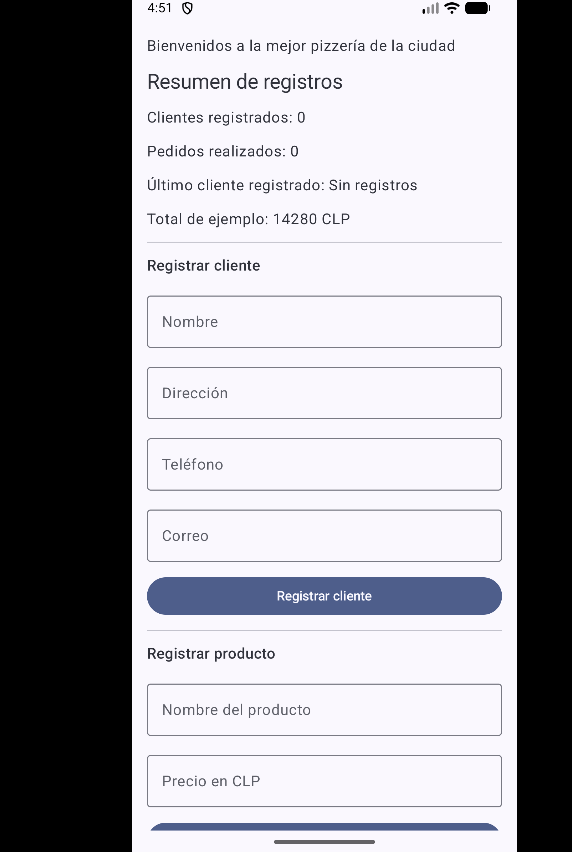 4:51
Bienvenidos a la mejor pizzería de la ciudad
Resumen de registros
Clientes registrados: 0
Pedidos realizados: 0
Último cliente registrado: Sin registros
Total de ejemplo: 14280 CLP
Registrar cliente
Nombre
Dirección
Teléfono
Correo
Registrar cliente
Registrar producto
Nombre del producto
Precio en CLP